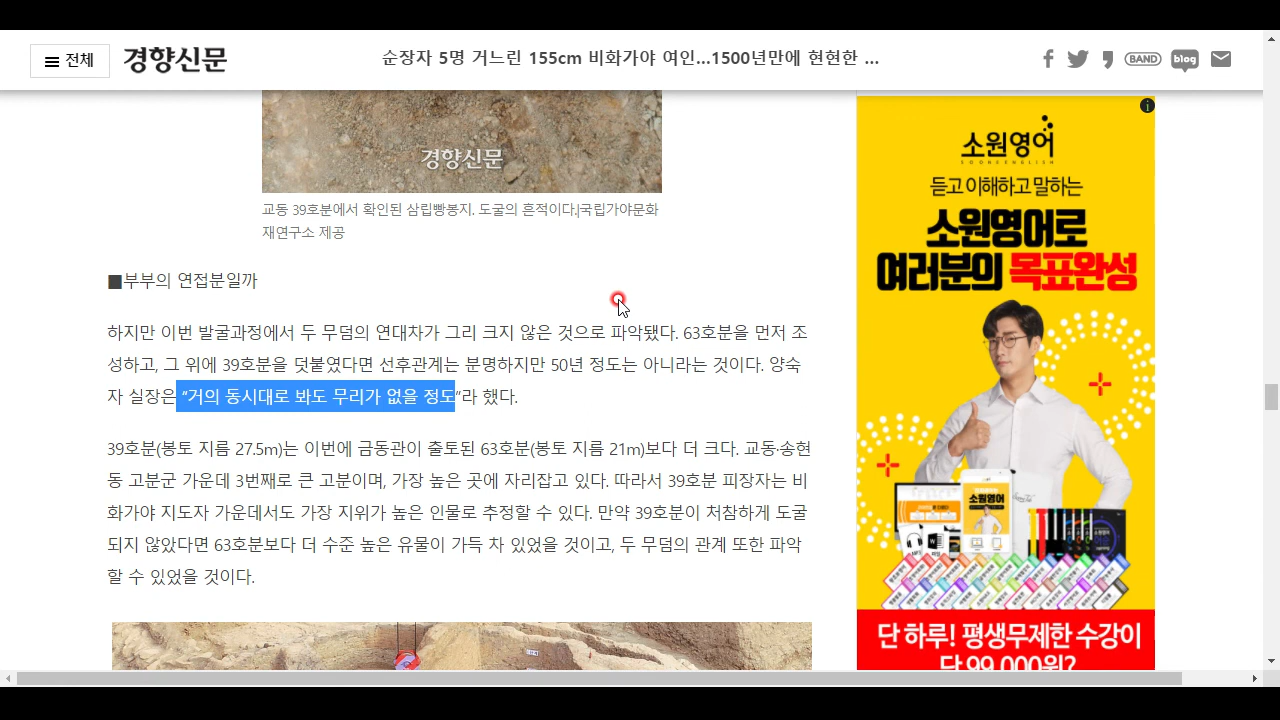 전체
경향신문
순장자 5명 거느린 155cm 비화가야 여인...1500년만에 현현한 ...
BAND
blog
경향신문
교동 39호분에서 확인된 삼립빵봉지. 도굴의 흔적이다.|국립가야문화
재연구소 제공
■부부의 연접분일까
하지만 이번 발굴과정에서 두 무덤의 연대차가 그리 크지 않은 것으로 파악됐다. 63호분을 먼저 조
성하고, 그 위에 39호분을 덧붙였다면 선후관계는 분명하지만 50년 정도는 아니라는 것이다. 양숙
자 실장은 “거의 동시대로 봐도 무리가 없을 정도”라 했다.
39호분(봉토 지름 27.5m)는 이번에 금동관이 출토된 63호분(봉토 지름 21m)보다 더 크다. 교동·송현
동 고분군 가운데 3번째로 큰 고분이며, 가장 높은 곳에 자리잡고 있다. 따라서 39호분 피장자는 비
화가야 지도자 가운데서도 가장 지위가 높은 인물로 추정할 수 있다. 만약 39호분이 처참하게 도굴
되지 않았다면 63호분보다 더 수준 높은 유물이 가득 차 있었을 것이고, 두 무덤의 관계 또한 파악
할 수 있었을 것이다.
소원영어
듣고 이해하고 말하는
소원영어로
여러분의 목표완성
소원영어
단 하루! 평생무제한 수강이
단 99,000원?